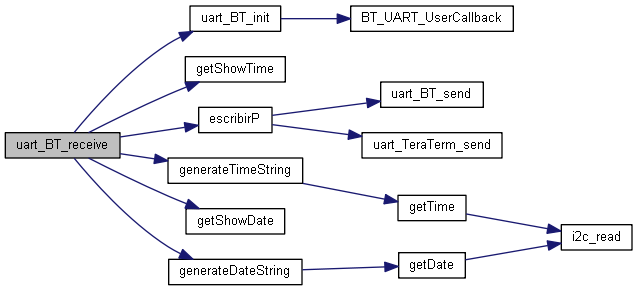 uart_BT_init
BT_UART_UserCallback
getShowTime
uart_BT_send
escribirP
uart_BT_receive
uart_TeraTerm_send
generateTimeString
getTime
getShowDate
i2c_read
generateDateString
getDate